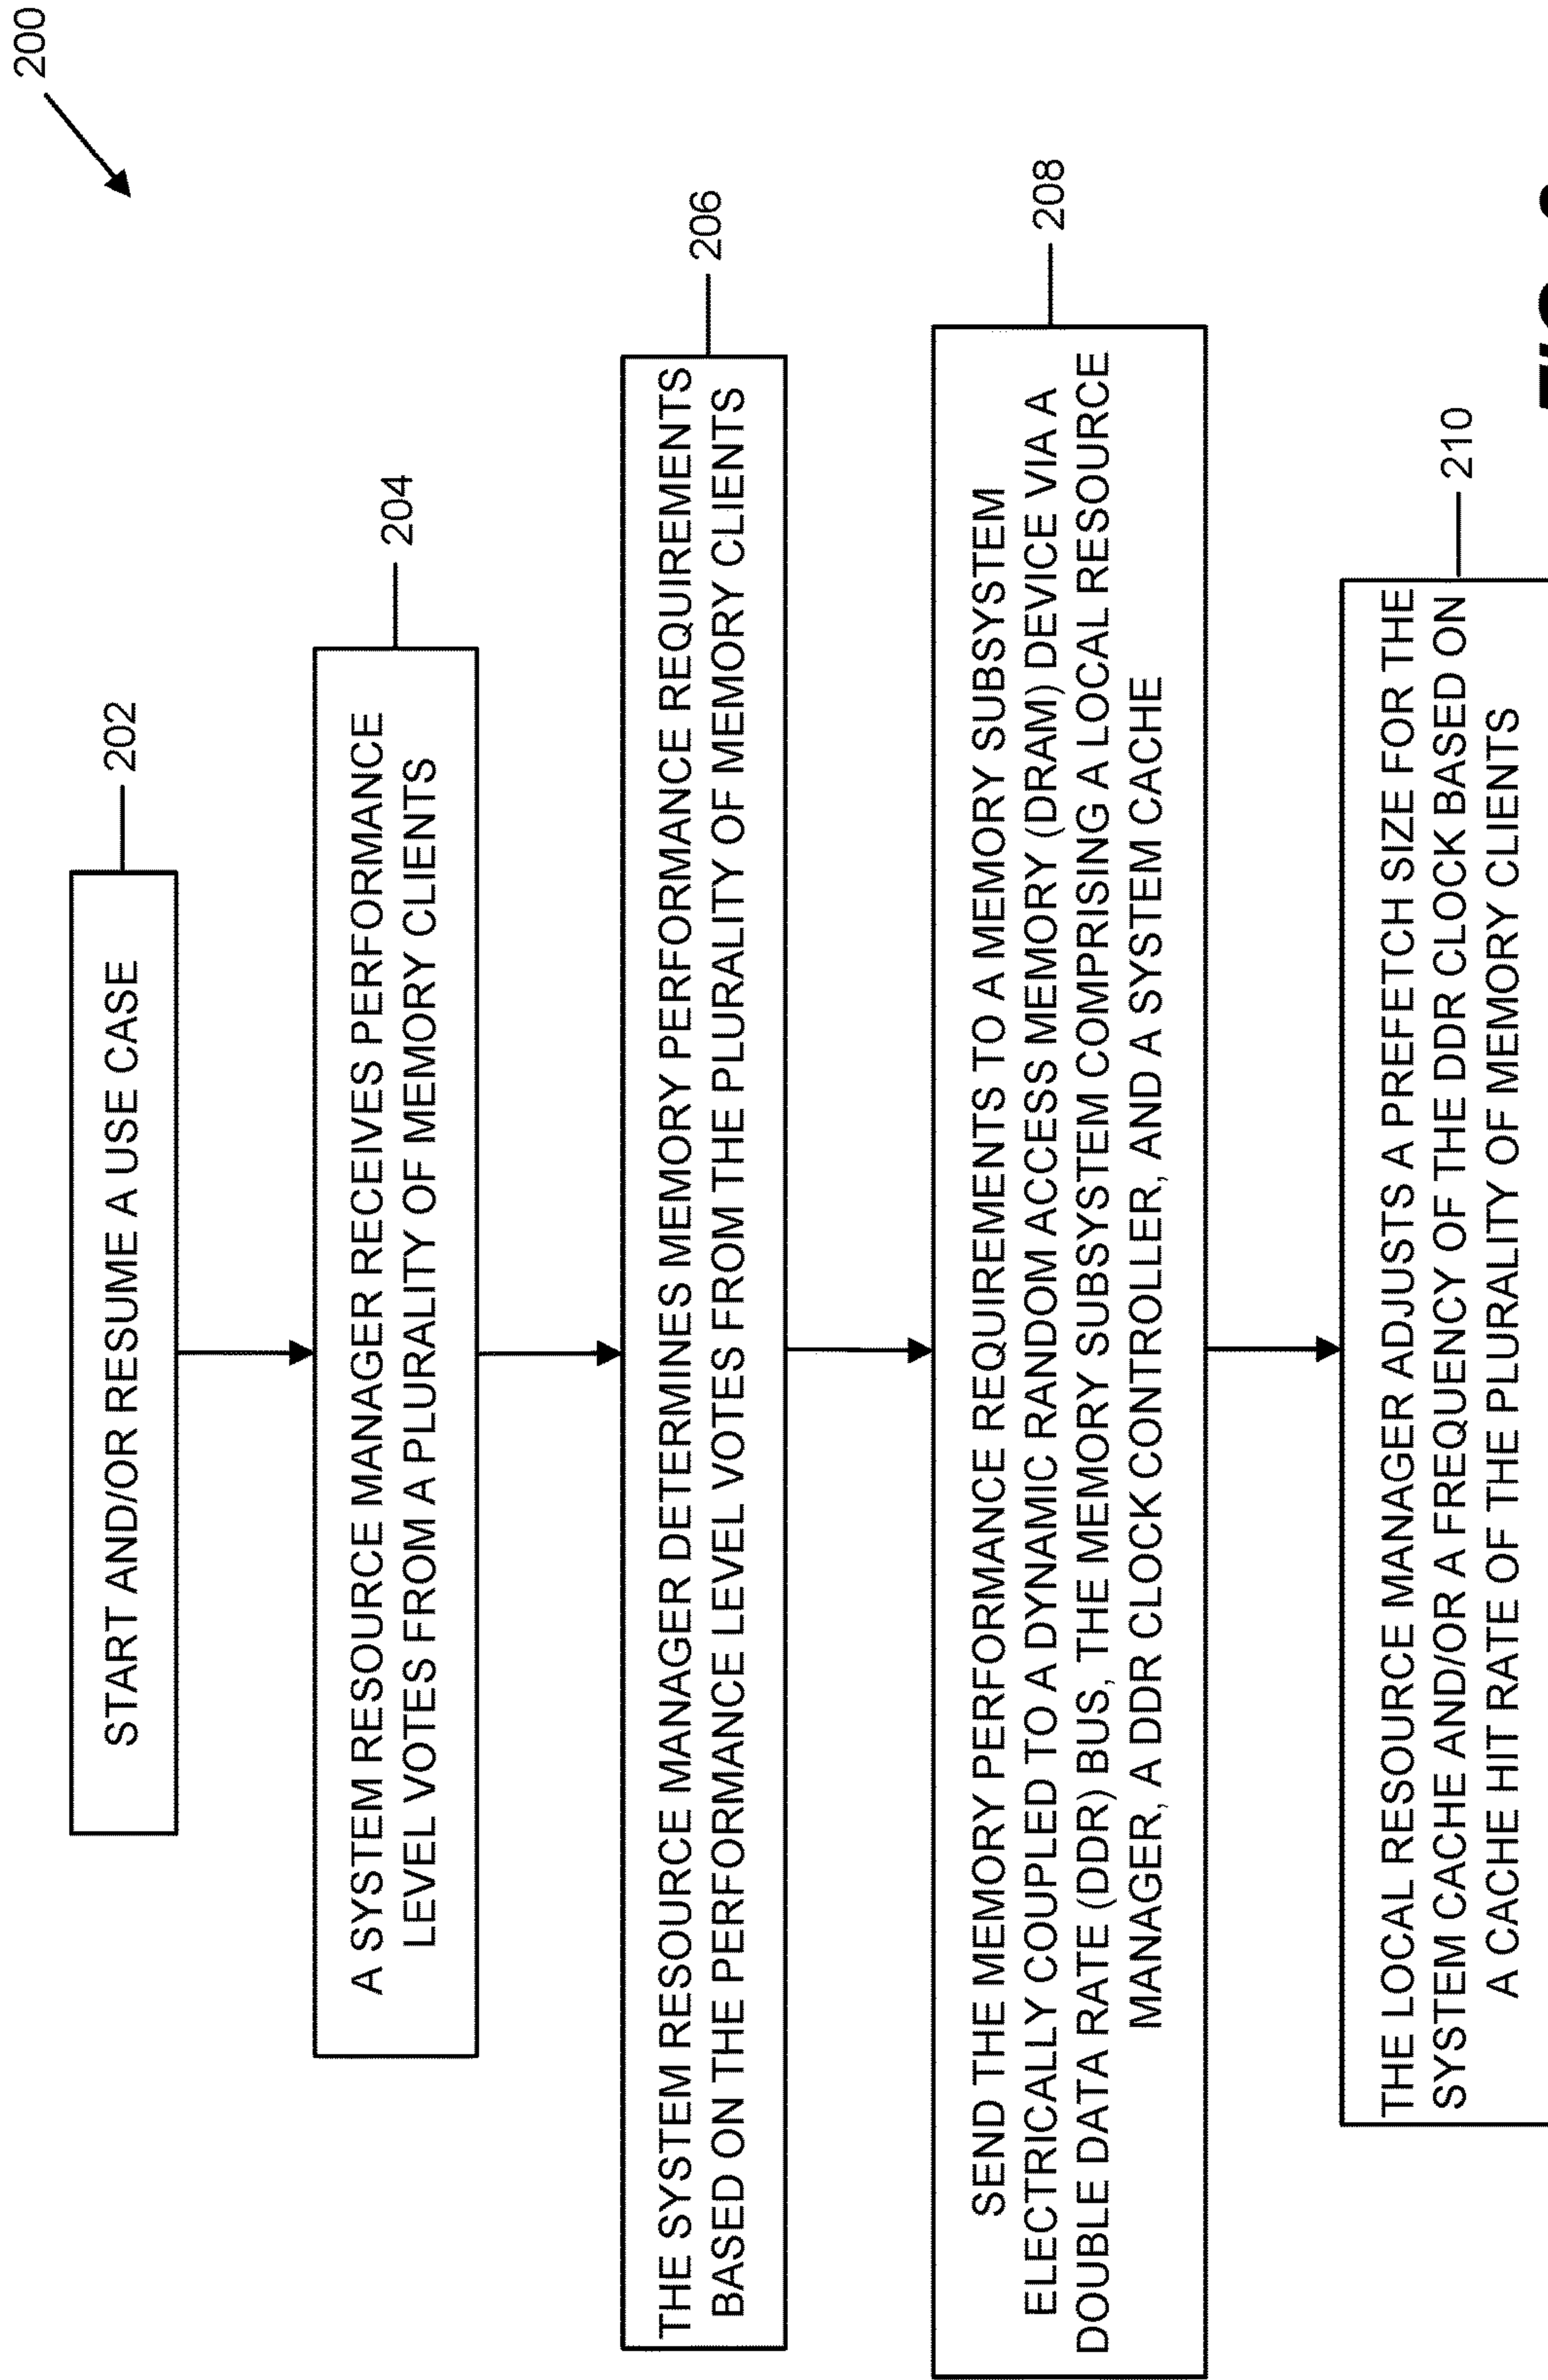 200
START AND/OR RESUME A USE CASE
202
A SYSTEM RESOURCE MANAGER RECEIVES PERFORMANCE
LEVEL VOTES FROM A PLURALITY OF MEMORY CLIENTS
204
THE SYSTEM RESOURCE MANAGER DETERMINES MEMORY PERFORMANCE REQUIREMENTS
BASED ON THE PERFORMANCE LEVEL VOTES FROM THE PLURALITY OF MEMORY CLIENTS
206
SEND THE MEMORY PERFORMANCE REQUIREMENTS TO A MEMORY SUBSYSTEM
ELECTRICALLY COUPLED TO A DYNAMIC RANDOM ACCESS MEMORY (DRAM) DEVICE VIA A
DOUBLE DATA RATE (DDR) BUS, THE MEMORY SUBSYSTEM COMPRISING A LOCAL RESOURCE
MANAGER, A DDR CLOCK CONTROLLER, AND A SYSTEM CACHE
208
THE LOCAL RESOURCE MANAGER ADJUSTS A PREFETCH SIZE FOR THE
SYSTEM CACHE AND/OR A FREQUENCY OF THE DDR CLOCK BASED ON
A CACHE HIT RATE OF THE PLURALITY OF MEMORY CLIENTS
210